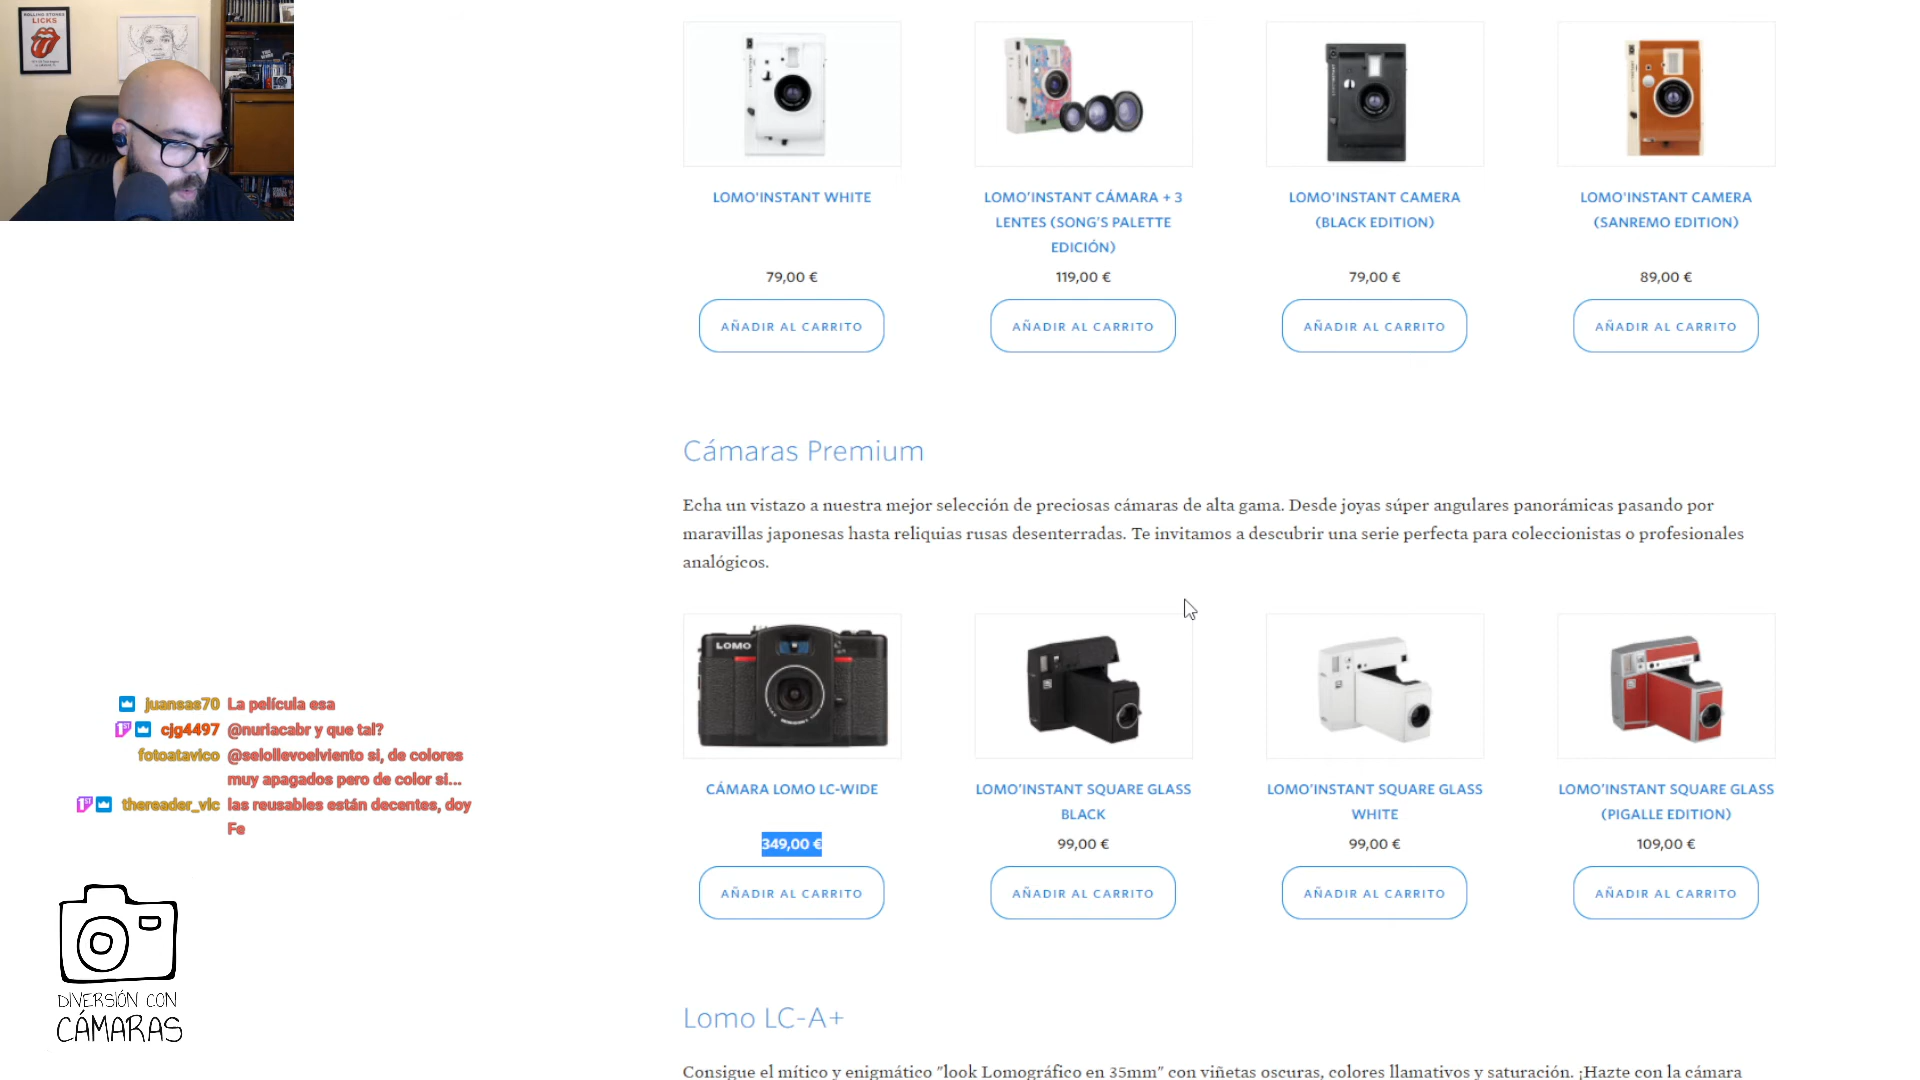 ROLLING STONES
LICKS
LOMO'INSTANT WHITE
79,00 €
AÑADIR AL CARRITO
LOMO'INSTANT CÁMARA + 3
LENTES (SONG'S PALETTE
EDICIÓN)
119,00 €
AÑADIR AL CARRITO
LOMO'INSTANT CAMERA
(BLACK EDITION)
79,00 €
AÑADIR AL CARRITO
LOMO'INSTANT CAMERA
(SANREMO EDITION)
89,00 €
AÑADIR AL CARRITO
Cámaras Premium
Echa un vistazo a nuestra mejor selección de preciosas cámaras de alta gama. Desde joyas súper angulares panorámicas pasando por
maravillas japonesas hasta reliquias rusas desenterradas. Te invitamos a descubrir una serie perfecta para coleccionistas o profesionales
analógicos.
LOMO
CÁMARA LOMO LC-WIDE
349,00 €
AÑADIR AL CARRITO
LOMO'INSTANT SQUARE GLASS
BLACK
99,00 €
AÑADIR AL CARRITO
LOMO'INSTANT SQUARE GLASS
WHITE
99,00 €
AÑADIR AL CARRITO
LOMO'INSTANT SQUARE GLASS
(PIGALLE EDITION)
109,00 €
AÑADIR AL CARRITO
Lomo LC-A+
Consigue el mítico y enigmático "look Lomográfico en 35mm" con viñetas oscuras, colores llamativos y saturación. ¡Hazte con la cámara
juansas70 La película esa
cjg4497 @nuriacabr y que tal?
fotoatavico @selollevoelviento si, de colores
muy apagados pero de color si...
thereader_vlc las reusables están decentes, doy
Fe
DIVERSIÓN CON
CÁMARAS